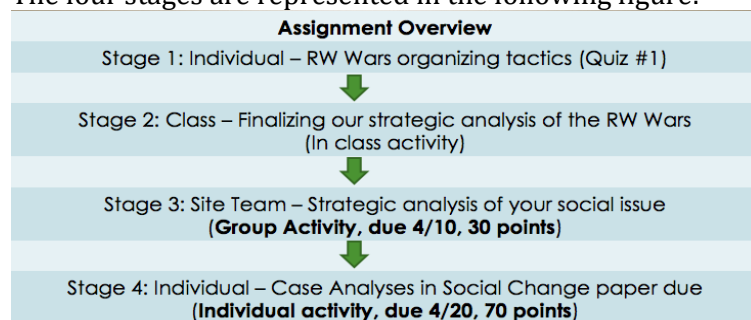 The four stages are represented in the following figure:
Assignment Overview
Stage 1: Individual – RW Wars organizing tactics (Quiz #1)
Stage 2: Class – Finalizing our strategic analysis of the RW Wars
(In class activity)
Stage 3: Site Team – Strategic analysis of your social issue
(Group Activity, due 4/10, 30 points)
Stage 4: Individual – Case Analyses in Social Change paper due
(Individual activity, due 4/20, 70 points)